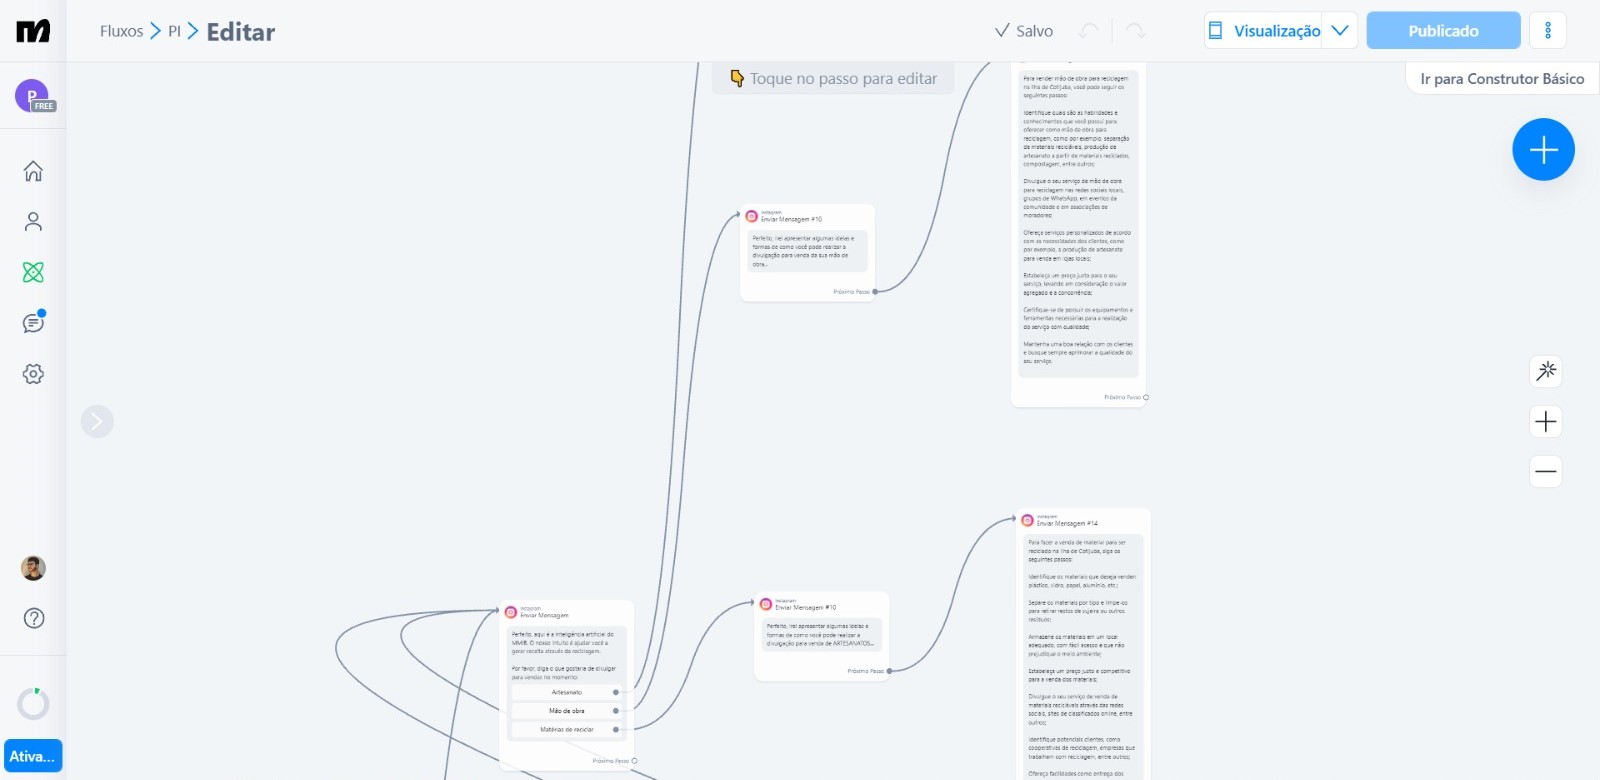 Fluxos
PI
Editar
Salvo
Visualização
Publicado
Toque no passo para editar
Ir para Construtor Básico
P
FREE
Para vender mão de obra para reciclagem
na Ilha de Cotijuba, você pode seguir os
seguintes passos:
Identifique quais são as habilidades e
conhecimentos que você possui para
oferecer como mão de obra para
reciclagem, como por exemplo, separação
de materiais recicláveis, produção de
artesanato a partir de materiais reciclados,
compostagem, entre outros;
Divulgue o seu serviço de mão de obra
para reciclagem nas redes sociais locais,
grupos de WhatsApp, em eventos da
comunidade e em associações de
moradores;
Ofereça serviços personalizados de acordo
com as necessidades dos clientes, como
por exemplo, a produção de artesanato
para venda em lojas locais;
Estabeleça um preço justo para o seu
serviço, levando em consideração o valor
agregado e a concorrência;
Certifique-se de possuir os equipamentos e
ferramentas necessárias para a realização
do serviço com qualidade;
Mantenha uma boa relação com os clientes
e busque sempre aprimorar a qualidade do
seu serviço.
Próximo Passo
Instagram
Enviar Mensagem #10
Perfeito, irei apresentar algumas ideias e
formas de como você pode realizar a
divulgação para venda da sua mão de
obra...
Próximo Passo
Instagram
Enviar Mensagem #14
Para fazer a venda de material para ser
reciclado na Ilha de Cotijuba, siga os
seguintes passos:
Identifique os materiais que deseja vender:
plástico, vidro, papel, alumínio, etc.;
Separe os materiais por tipo e limpe-os
para retirar restos de sujeira ou outros
resíduos;
Armazene os materiais em um local
adequado, com fácil acesso e que não
prejudique o meio ambiente;
Estabeleça um preço justo e competitivo
para a venda dos materiais;
Divulgue o seu serviço de venda de
materiais recicláveis através das redes
sociais, sites de classificados online, entre
outros;
Identifique potenciais clientes, como
cooperativas de reciclagem, empresas que
trabalham com reciclagem, entre outros;
Ofereça facilidades como entrega dos
Instagram
Enviar Mensagem #10
Perfeito, irei apresentar algumas ideias e
formas de como você pode realizar a
divulgação para venda de ARTESANATOS...
Próximo Passo
Instagram
Enviar Mensagem
Perfeito, aqui é a inteligência artificial do
MMIB. O nosso intuito é ajudar você a
gerar receita através da reciclagem.
Por favor, diga o que gostaria de divulgar
para vendas no momento:
Artesanato
Mão de obra
Matérias de reciclar
Próximo Passo
Ativa...